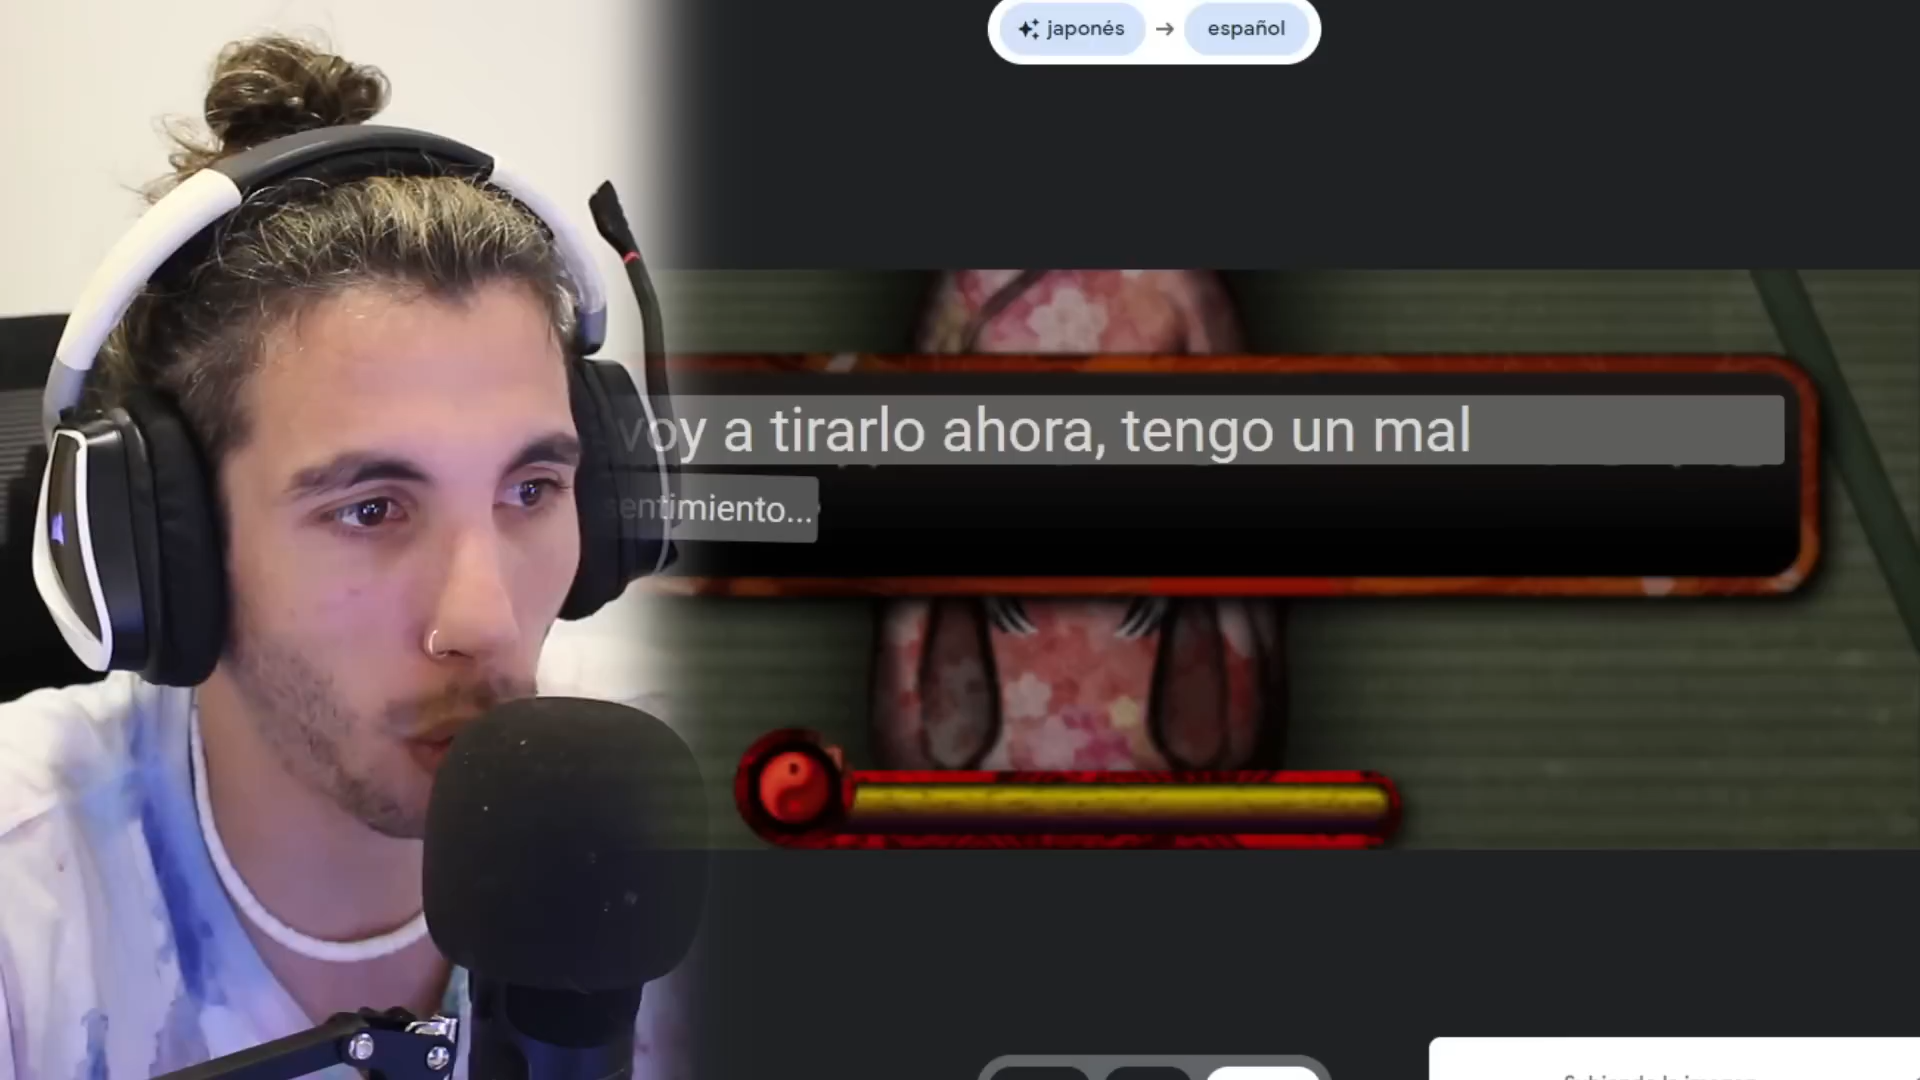 japonés → español
voy a tirarlo ahora, tengo un mal
sentimiento...